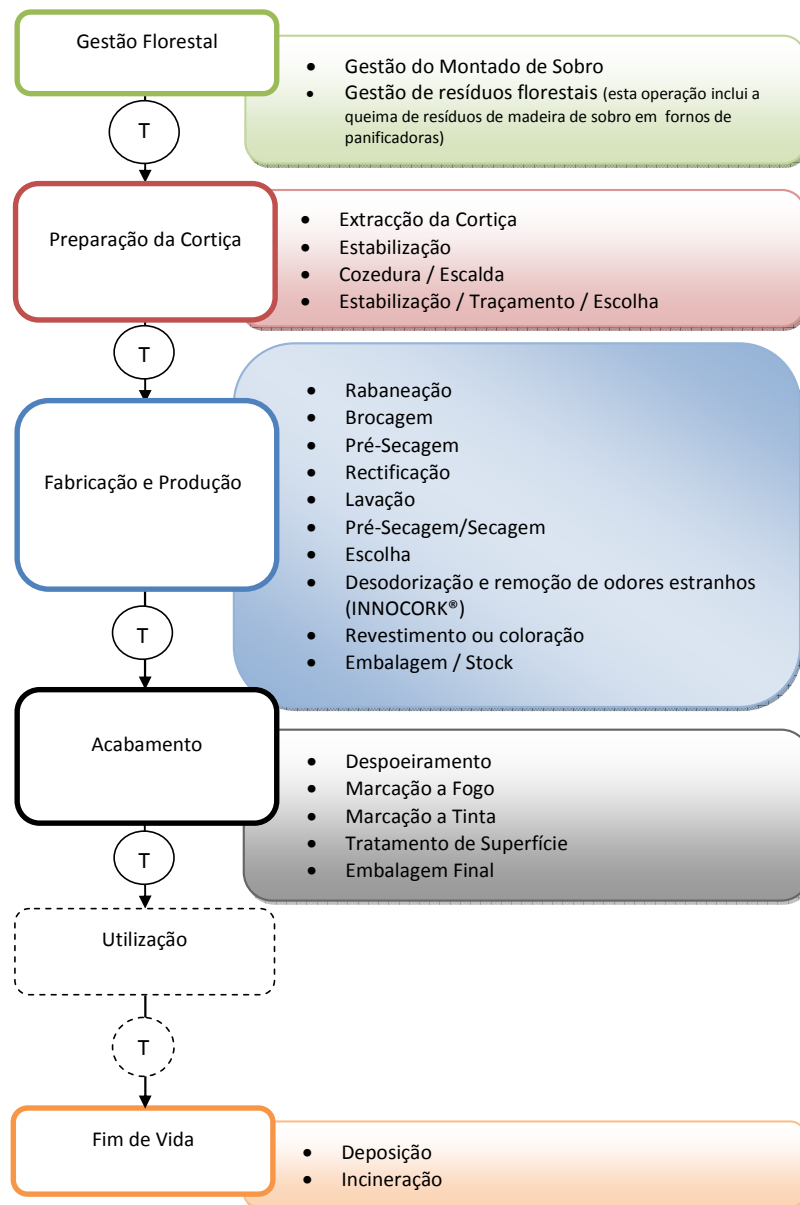 Gestão Florestal
• Gestão do Montado de Sobro
• Gestão de resíduos florestais (esta operação inclui a
queima de resíduos de madeira de sobro em fornos de
panificadoras)
T
Preparação da Cortiça
• Extracção da Cortiça
• Estabilização
• Cozedura / Escalda
• Estabilização / Traçamento / Escolha
T
Fabricação e Produção
• Rabaneação
• Brocagem
• Pré-Secagem
• Rectificação
• Lavação
• Pré-Secagem/Secagem
• Escolha
• Desodorização e remoção de odores estranhos
(INNOCORK®)
• Revestimento ou coloração
• Embalagem / Stock
T
Acabamento
• Despoeiramento
• Marcação a Fogo
• Marcação a Tinta
• Tratamento de Superfície
• Embalagem Final
T
Utilização
T
Fim de Vida
• Deposição
• Incineração